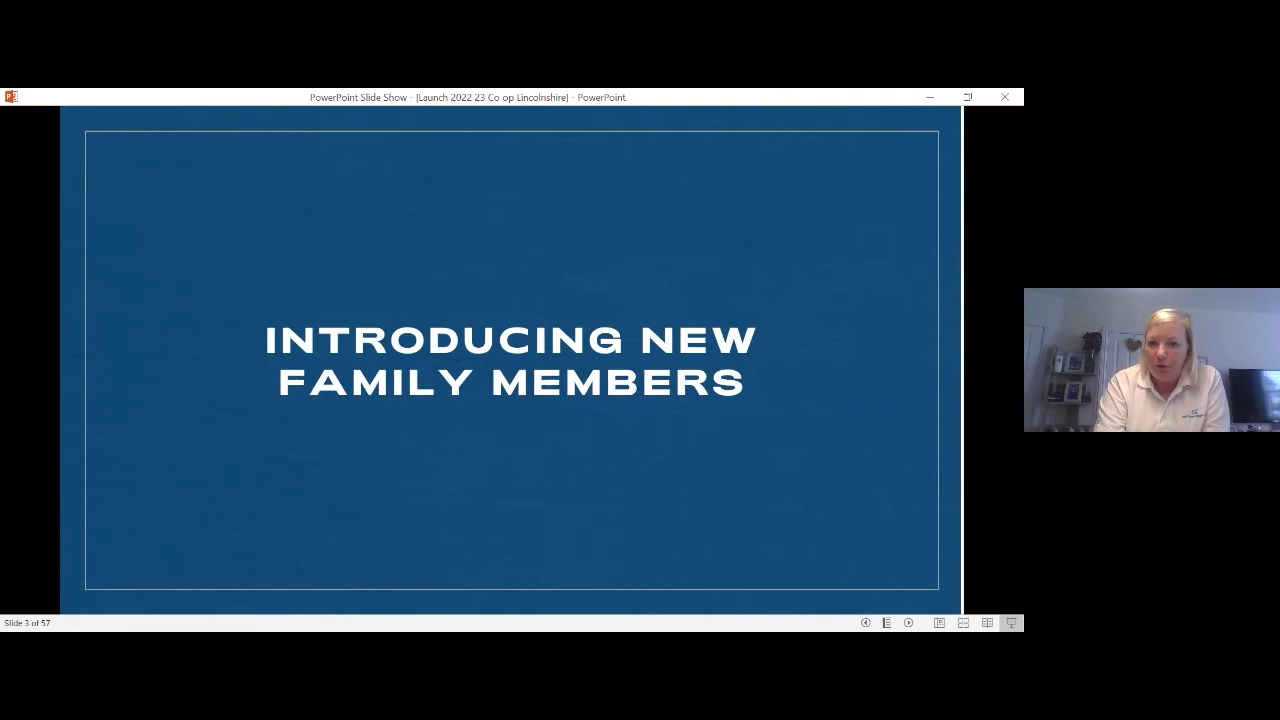 PowerPoint Slide Show - [Launch 2022 23 Co op Lincolnshire] - PowerPoint
INTRODUCING NEW
FAMILY MEMBERS
Slide 3 of 57